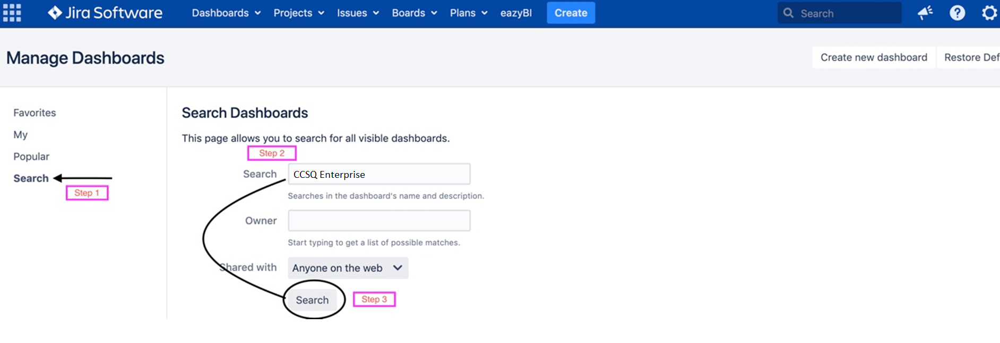 Jira Software Dashboards Projects Issues Boards Plans eazyBI Create Search
Manage Dashboards
Create new dashboard Restore Def
Favorites
My
Popular
Search
Step 1
Search Dashboards
This page allows you to search for all visible dashboards.
Step 2
Search CCSQ Enterprise
Searches in the dashboard's name and description.
Owner
Start typing to get a list of possible matches.
Shared with Anyone on the web
Search Step 3